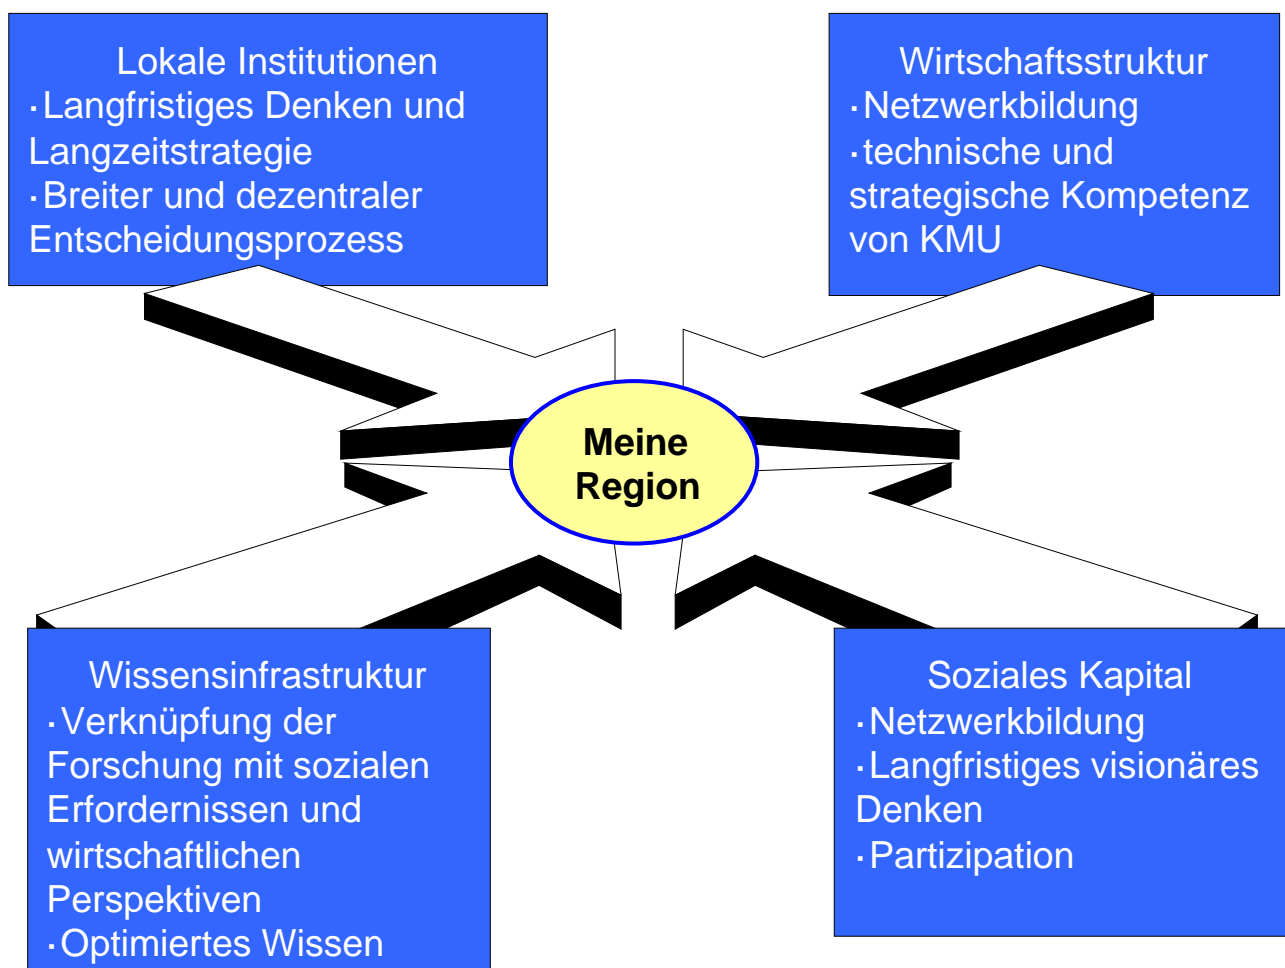 Lokale Institutionen
·Langfristiges Denken und
Langzeitstrategie
·Breiter und dezentraler
Entscheidungsprozess
Wirtschaftsstruktur
·Netzwerkbildung
·technische und
strategische Kompetenz
von KMU
Meine
Region
Wissensinfrastruktur
·Verknüpfung der
Forschung mit sozialen
Erfordernissen und
wirtschaftlichen
Perspektiven
·Optimiertes Wissen
Soziales Kapital
·Netzwerkbildung
·Langfristiges visionäres
Denken
·Partizipation